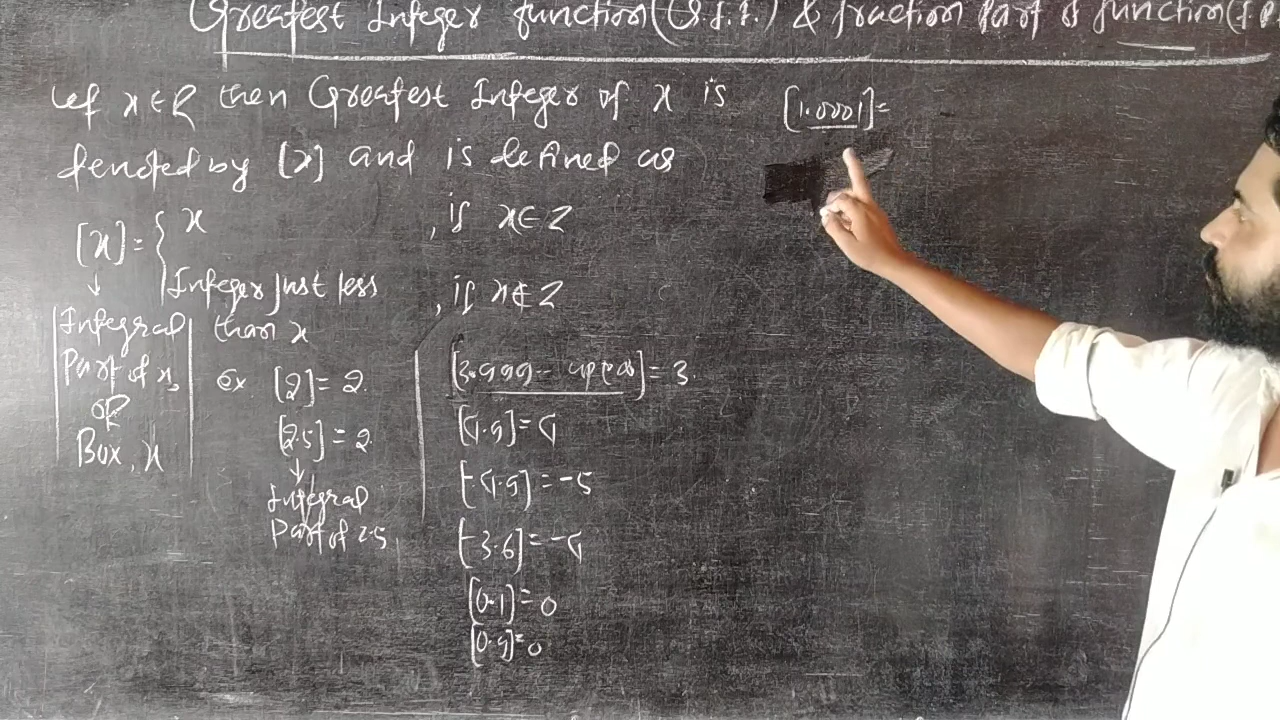 Greatest Integer function (G.I.F.) & fraction Part of function (F.P
Let x ∈ R then Greatest Integer of x is
denoted by [x] and is defined as
[x] = { x , if x ∈ Z
Integer just less , if x ∉ Z
than x
↓
Integral
Part of x,
OR
Box, x
ex [2] = 2.
[2.5] = 2
↓
Integral
Part of 2.5
[3.999-- upto ∞] = 3.
[4.9] = 4
[-4.9] = -5
[-3.6] = -4
[0.1] = 0
[0.9] = 0
[1.0001] =